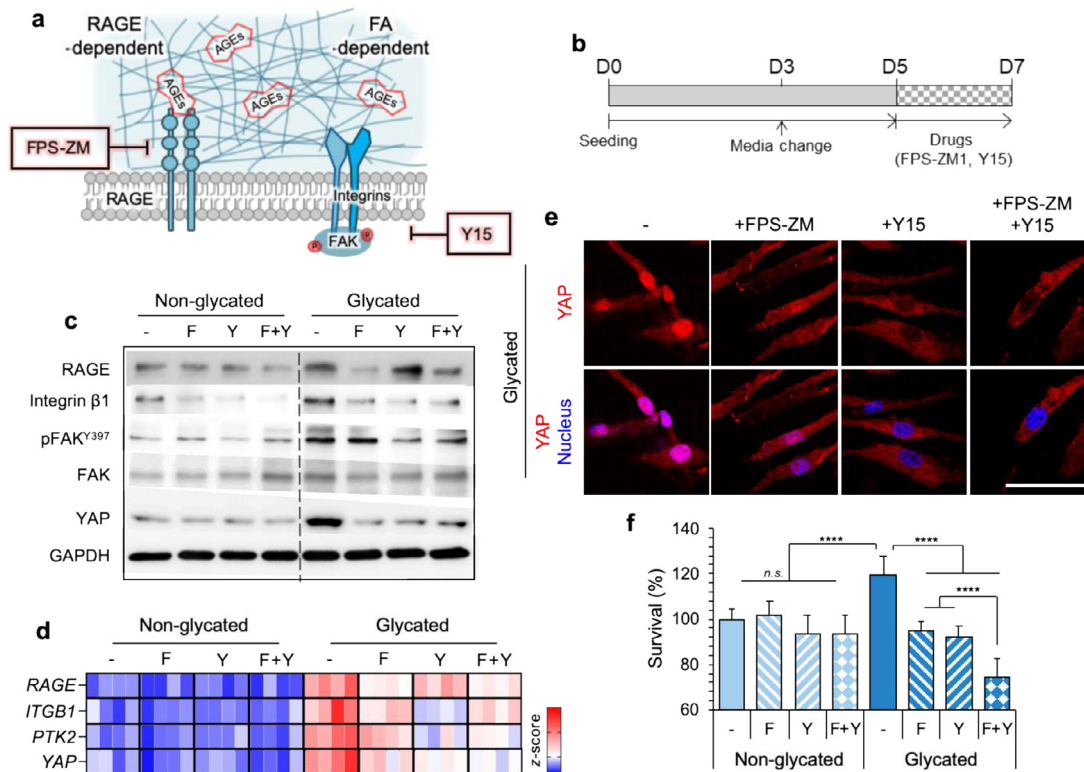 a
RAGE
-dependent
FA
-dependent
AGEs
AGEs
AGEs
AGEs
FPS-ZM
RAGE
Integrins
P
FAK
P
Y15
b
D0
D3
D5
D7
Seeding
Media change
Drugs
(FPS-ZM1, Y15)
c
Non-glycated
Glycated
-
F
Y
F+Y
-
F
Y
F+Y
RAGE
Integrin β1
pFAKY397
FAK
YAP
GAPDH
d
Non-glycated
Glycated
-
F
Y
F+Y
-
F
Y
F+Y
RAGE
ITGB1
PTK2
YAP
z-score
e
-
+FPS-ZM
+Y15
+FPS-ZM
+Y15
Glycated
YAP
YAP
Nucleus
f
Survival (%)
140
120
100
80
60
n.s.
****
****
****
-
F
Y
F+Y
-
F
Y
F+Y
Non-glycated
Glycated